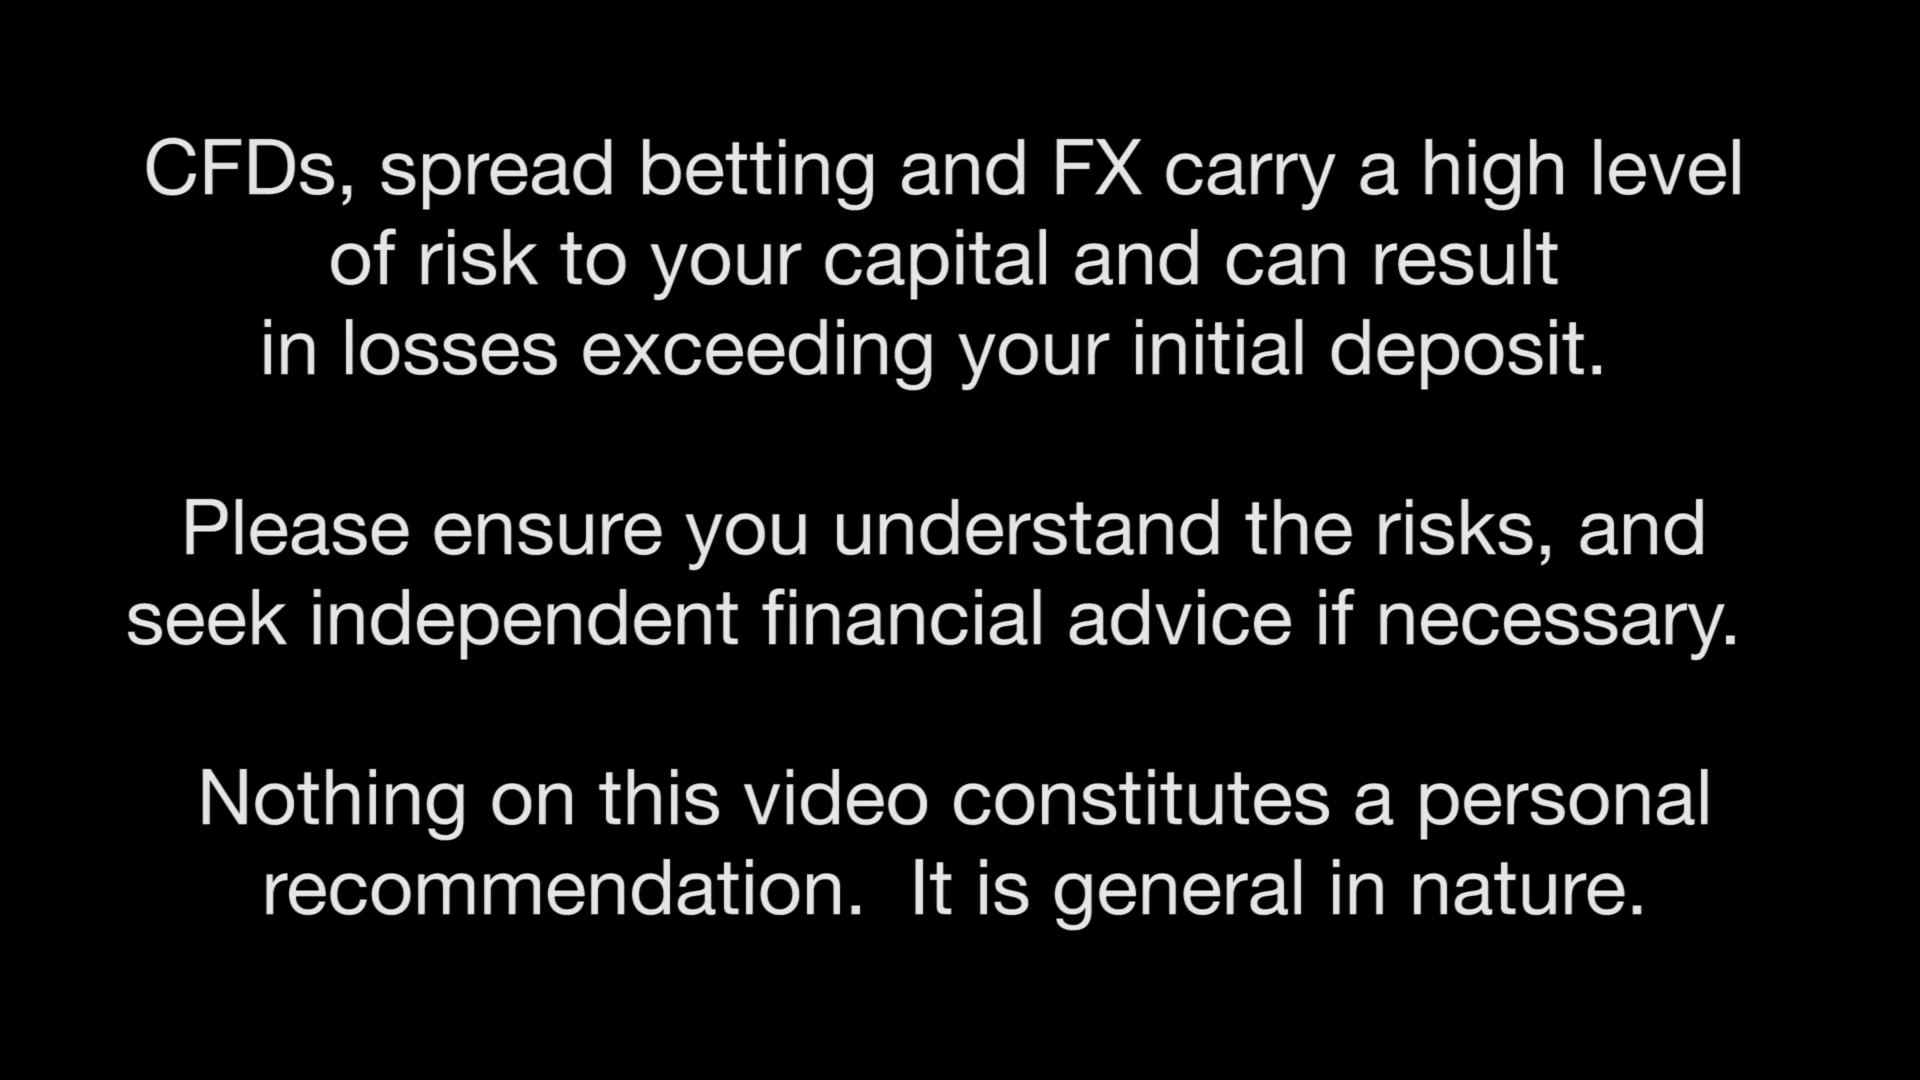 CFDs, spread betting and FX carry a high level
of risk to your capital and can result
in losses exceeding your initial deposit.
Please ensure you understand the risks, and
seek independent financial advice if necessary.
Nothing on this video constitutes a personal
recommendation.  It is general in nature.